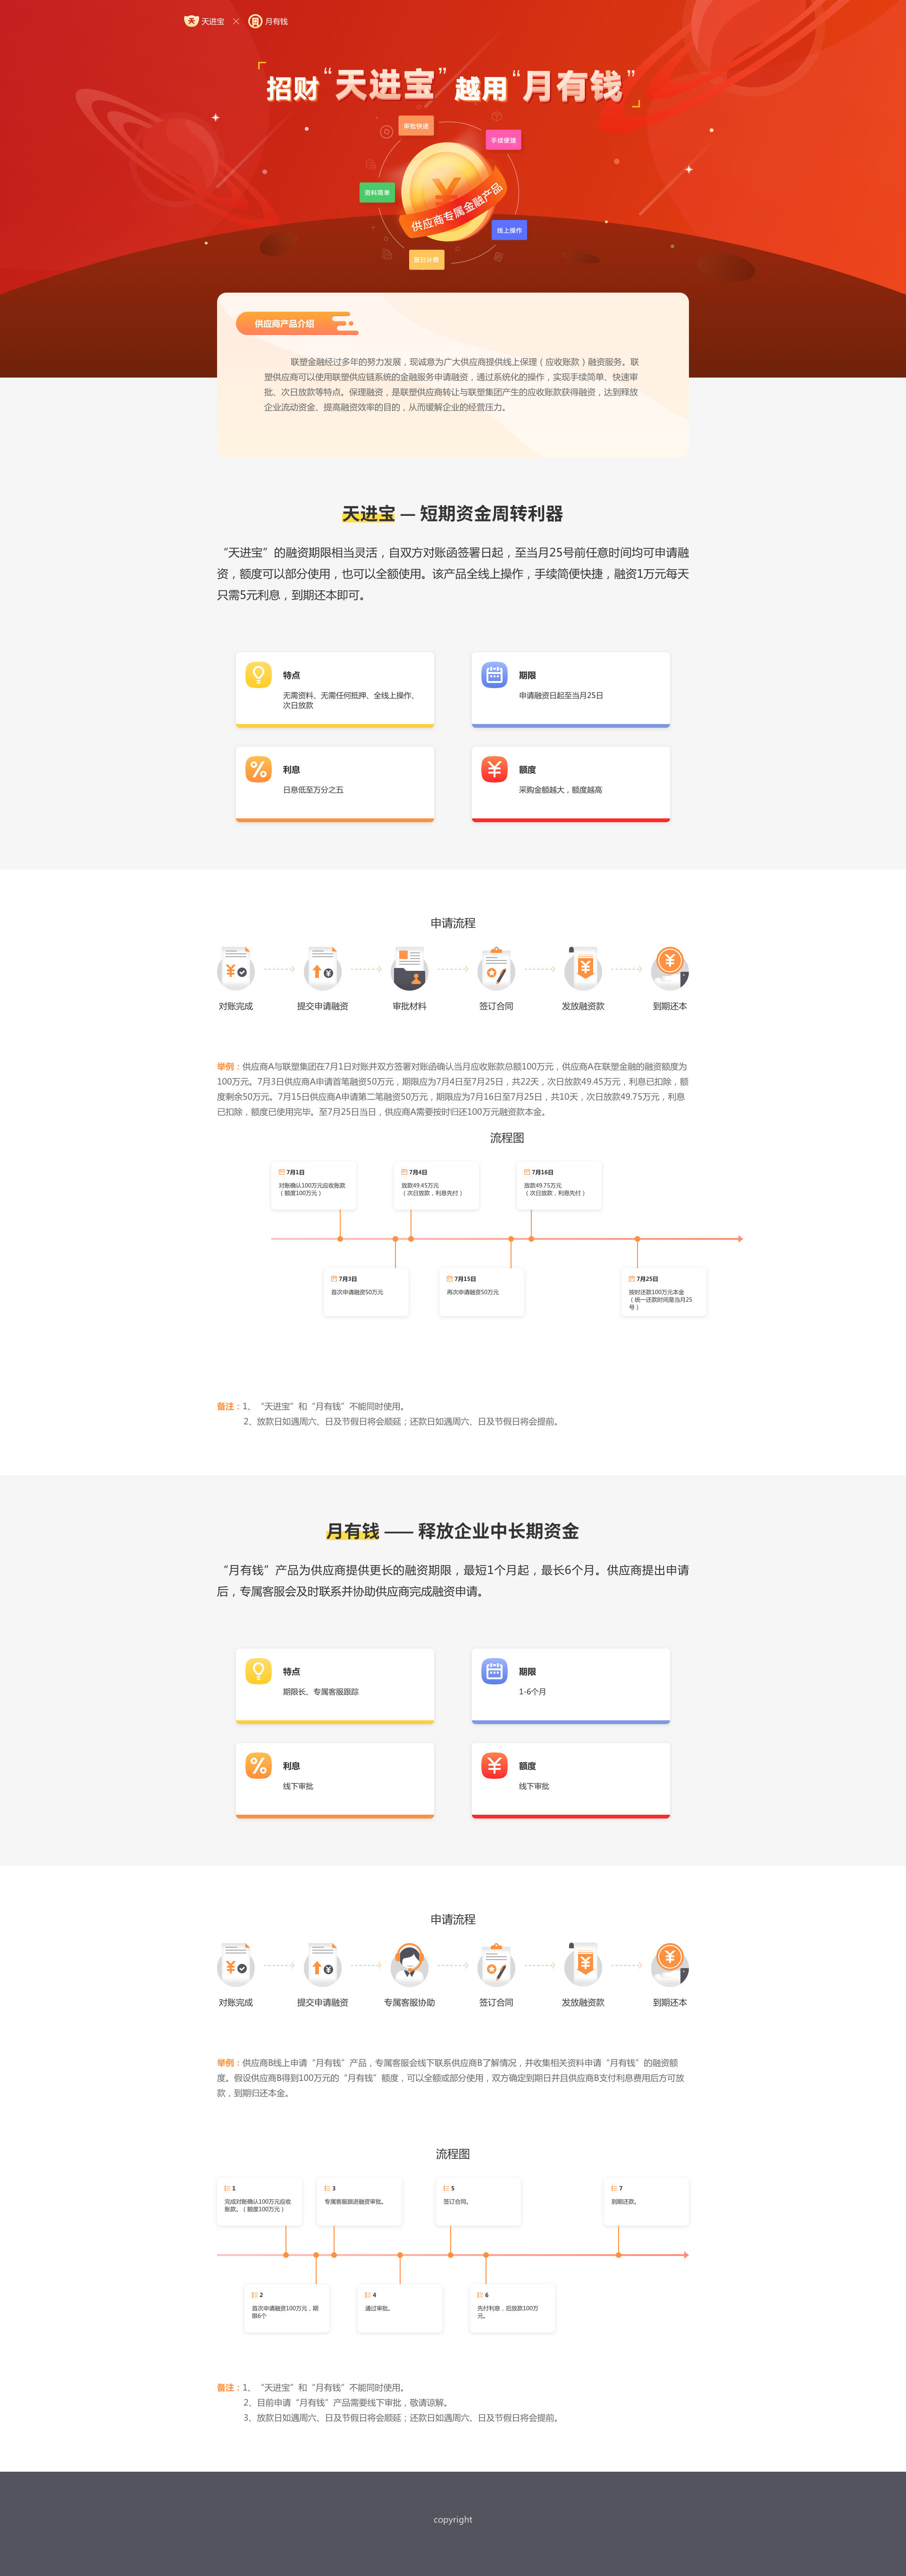 天进宝 × 月有钱
招财“天进宝”越用“月有钱”
审批快速
手续便捷
资料简单
供应商专属金融产品
线上操作
按日计息
供应商产品介绍
联塑金融经过多年的努力发展，现诚意为广大供应商提供线上保理（应收账款）融资服务。联
塑供应商可以使用联塑供应链系统的金融服务申请融资，通过系统化的操作，实现手续简单、快速审
批、次日放款等特点。保理融资，是联塑供应商转让与联塑集团产生的应收账款获得融资，达到释放
企业流动资金、提高融资效率的目的，从而缓解企业的经营压力。
天进宝 — 短期资金周转利器
“天进宝”的融资期限相当灵活，自双方对账函签署日起，至当月25号前任意时间均可申请融
资，额度可以部分使用，也可以全额使用。该产品全线上操作，手续简便快捷，融资1万元每天
只需5元利息，到期还本即可。
特点
无需资料、无需任何抵押、全线上操作、
次日放款
期限
申请融资日起至当月25日
利息
日息低至万分之五
额度
采购金额越大，额度越高
申请流程
对账完成
提交申请融资
审批材料
签订合同
发放融资款
到期还本
举例：供应商A与联塑集团在7月1日对账并双方签署对账函确认当月应收账款总额100万元，供应商A在联塑金融的融资额度为
100万元。7月3日供应商A申请首笔融资50万元，期限应为7月4日至7月25日，共22天，次日放款49.45万元，利息已扣除，额
度剩余50万元。7月15日供应商A申请第二笔融资50万元，期限应为7月16日至7月25日，共10天，次日放款49.75万元，利息
已扣除，额度已使用完毕。至7月25日当日，供应商A需要按时归还100万元融资款本金。
流程图
7月1日
对账确认100万元应收账款
（额度100万元）
7月4日
放款49.45万元
（次日放款，利息先付）
7月16日
放款49.75万元
（次日放款，利息先付）
7月3日
首次申请融资50万元
7月15日
再次申请融资50万元
7月25日
按时还款100万元本金
（统一还款时间是当月25
号）
备注：1、“天进宝”和“月有钱”不能同时使用。
2、放款日如遇周六、日及节假日将会顺延；还款日如遇周六、日及节假日将会提前。
月有钱 —— 释放企业中长期资金
“月有钱”产品为供应商提供更长的融资期限，最短1个月起，最长6个月。供应商提出申请
后，专属客服会及时联系并协助供应商完成融资申请。
特点
期限长、专属客服跟踪
期限
1-6个月
利息
线下审批
额度
线下审批
申请流程
对账完成
提交申请融资
专属客服协助
签订合同
发放融资款
到期还本
举例：供应商B线上申请“月有钱”产品，专属客服会线下联系供应商B了解情况，并收集相关资料申请“月有钱”的融资额
度。假设供应商B得到100万元的“月有钱”额度，可以全额或部分使用，双方确定到期日并且供应商B支付利息费用后方可放
款，到期归还本金。
流程图
1
完成对账确认100万元应收
账款。（额度100万元）
3
专属客服跟进融资审批。
5
签订合同。
7
到期还款。
2
首次申请融资100万元，期
限6个
4
通过审批。
6
先付利息，后放款100万
元。
备注：1、“天进宝”和“月有钱”不能同时使用。
2、目前申请“月有钱”产品需要线下审批，敬请谅解。
3、放款日如遇周六、日及节假日将会顺延；还款日如遇周六、日及节假日将会提前。
copyright